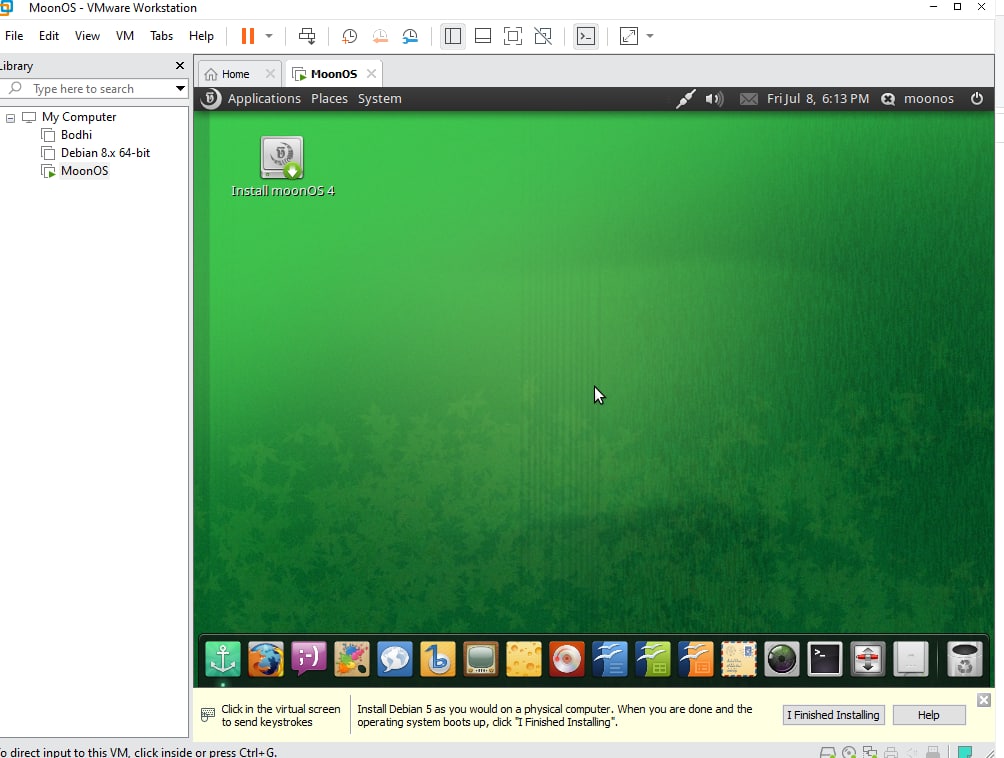 MoonOS - VMware Workstation
File Edit View VM Tabs Help
Library
Type here to search
My Computer
Bodhi
Debian 8.x 64-bit
MoonOS
Home
MoonOS
Applications Places System
Fri Jul 8, 6:13 PM
moonos
Install moonOS 4
;-)
b
>_
Click in the virtual screen
to send keystrokes
Install Debian 5 as you would on a physical computer. When you are done and the
operating system boots up, click "I Finished Installing".
I Finished Installing
Help
To direct input to this VM, click inside or press Ctrl+G.